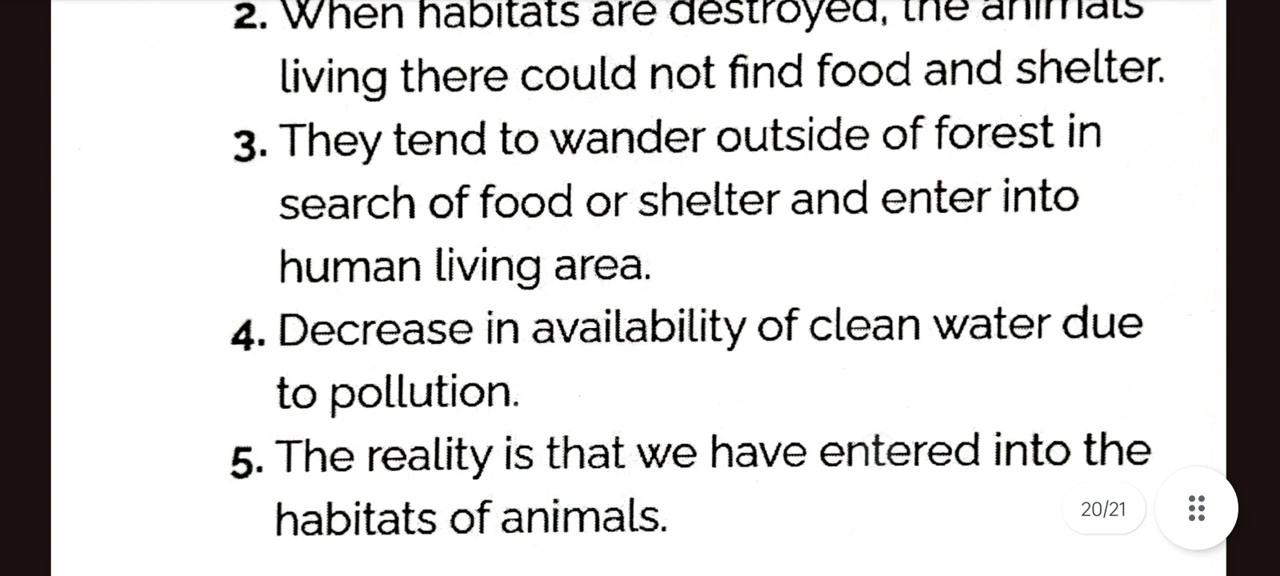 2. When habitats are destroyed, the animals
living there could not find food and shelter.
3. They tend to wander outside of forest in
search of food or shelter and enter into
human living area.
4. Decrease in availability of clean water due
to pollution.
5. The reality is that we have entered into the
habitats of animals.
20/21